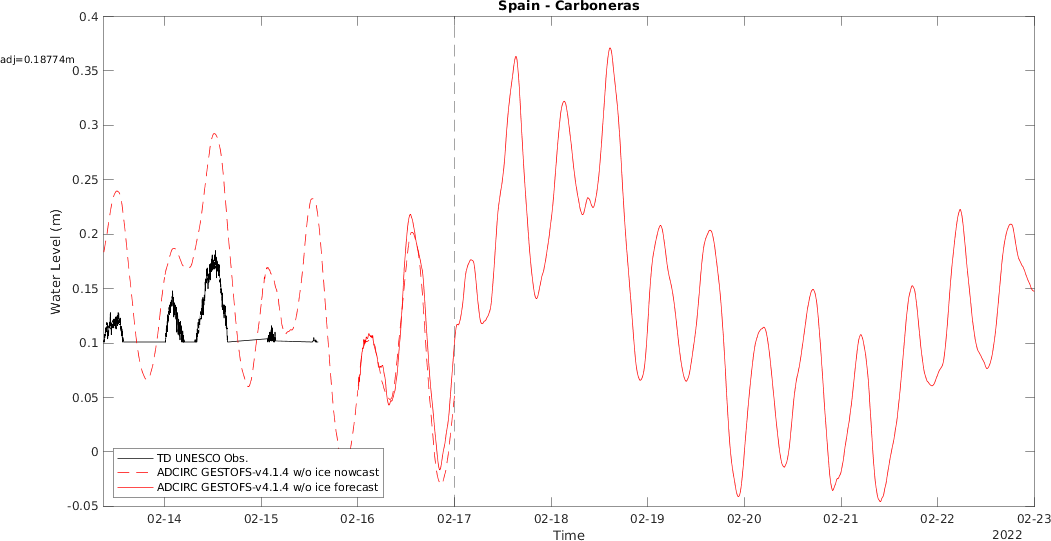 Spain - Carboneras
adj=0.18774m
0.4
0.35
0.3
0.25
0.2
0.15
0.1
0.05
0
-0.05
Water Level (m)
TD UNESCO Obs.
ADCIRC GESTOFS-v4.1.4 w/o ice nowcast
ADCIRC GESTOFS-v4.1.4 w/o ice forecast
02-14 02-15 02-16 02-17 02-18 02-19 02-20 02-21 02-22 02-23
Time
2022